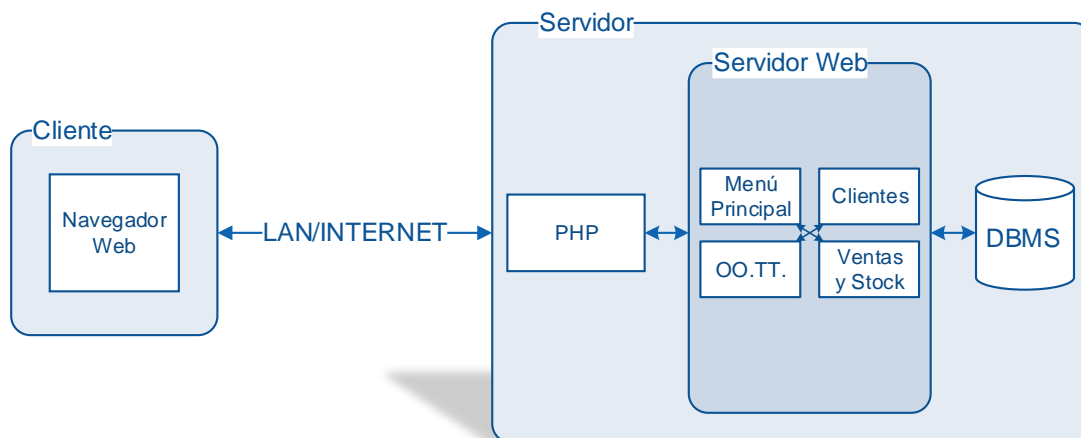 Servidor
Servidor Web
Cliente
Navegador
Web
LAN/INTERNET
PHP
Menú
Principal
Clientes
OO.TT.
Ventas
y Stock
DBMS